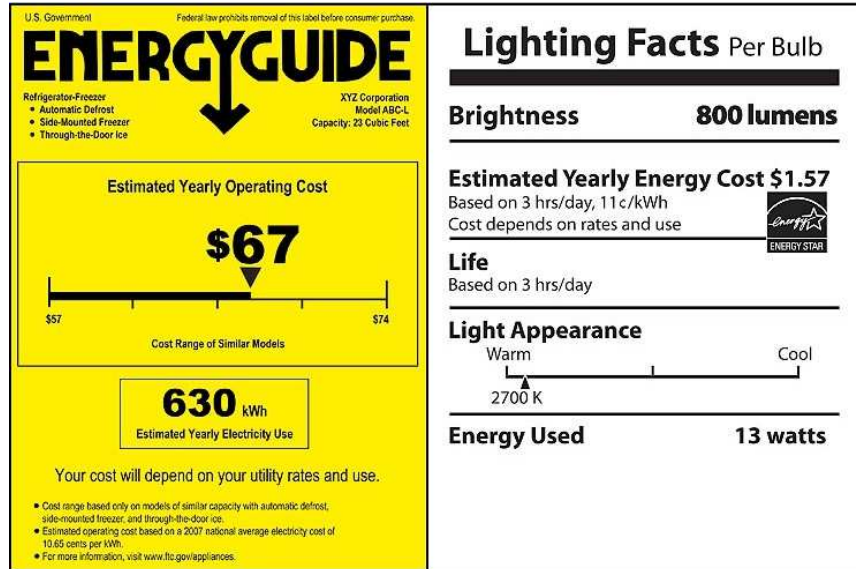 U.S. Government
Federal law prohibits removal of this label before consumer purchase.
ENERGYGUIDE
Refrigerator-Freezer
• Automatic Defrost
• Side-Mounted Freezer
• Through-the-Door Ice
XYZ Corporation
Model ABC-L
Capacity: 23 Cubic Feet
Estimated Yearly Operating Cost
$67
$57
$74
Cost Range of Similar Models
630 kWh
Estimated Yearly Electricity Use
Your cost will depend on your utility rates and use.
• Cost range based only on models of similar capacity with automatic defrost,
side-mounted freezer, and through-the-door ice.
• Estimated operating cost based on a 2007 national average electricity cost of
10.65 cents per kWh.
• For more information, visit www.ftc.gov/appliances.
Lighting Facts Per Bulb
Brightness 800 lumens
Estimated Yearly Energy Cost $1.57
Based on 3 hrs/day, 11¢/kWh
Cost depends on rates and use
energy
ENERGY STAR
Life
Based on 3 hrs/day
Light Appearance
Warm Cool
2700 K
Energy Used 13 watts